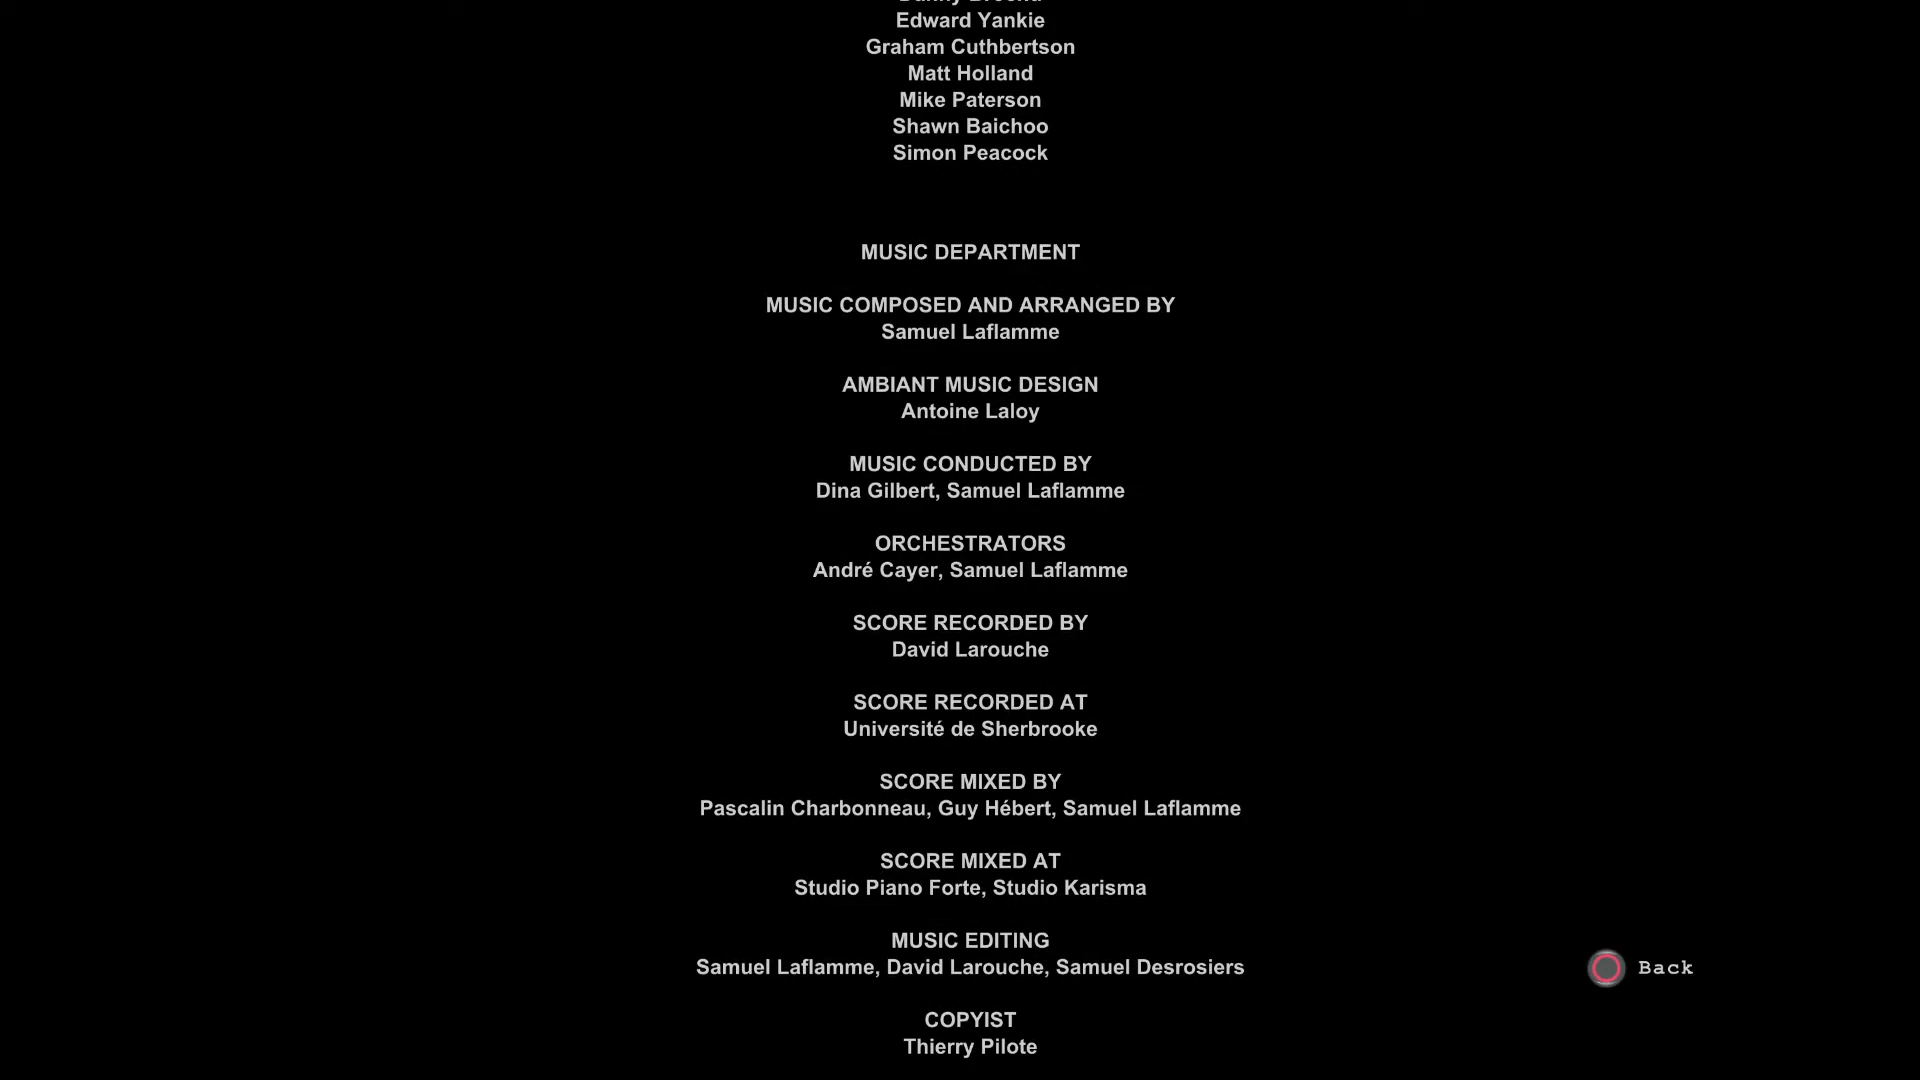 Edward Yankie
Graham Cuthbertson
Matt Holland
Mike Paterson
Shawn Baichoo
Simon Peacock
MUSIC DEPARTMENT
MUSIC COMPOSED AND ARRANGED BY
Samuel Laflamme
AMBIANT MUSIC DESIGN
Antoine Laloy
MUSIC CONDUCTED BY
Dina Gilbert, Samuel Laflamme
ORCHESTRATORS
André Cayer, Samuel Laflamme
SCORE RECORDED BY
David Larouche
SCORE RECORDED AT
Université de Sherbrooke
SCORE MIXED BY
Pascalin Charbonneau, Guy Hébert, Samuel Laflamme
SCORE MIXED AT
Studio Piano Forte, Studio Karisma
MUSIC EDITING
Samuel Laflamme, David Larouche, Samuel Desrosiers
Back
COPYIST
Thierry Pilote